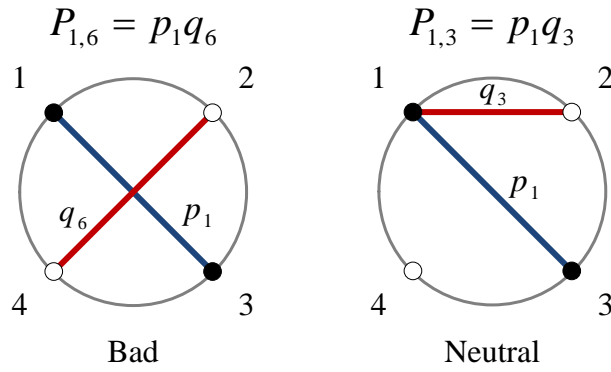 P1,6 = p1q6
P1,3 = p1q3
1 2
1 2
q3
q6 p1
p1
4 3
4 3
Bad
Neutral